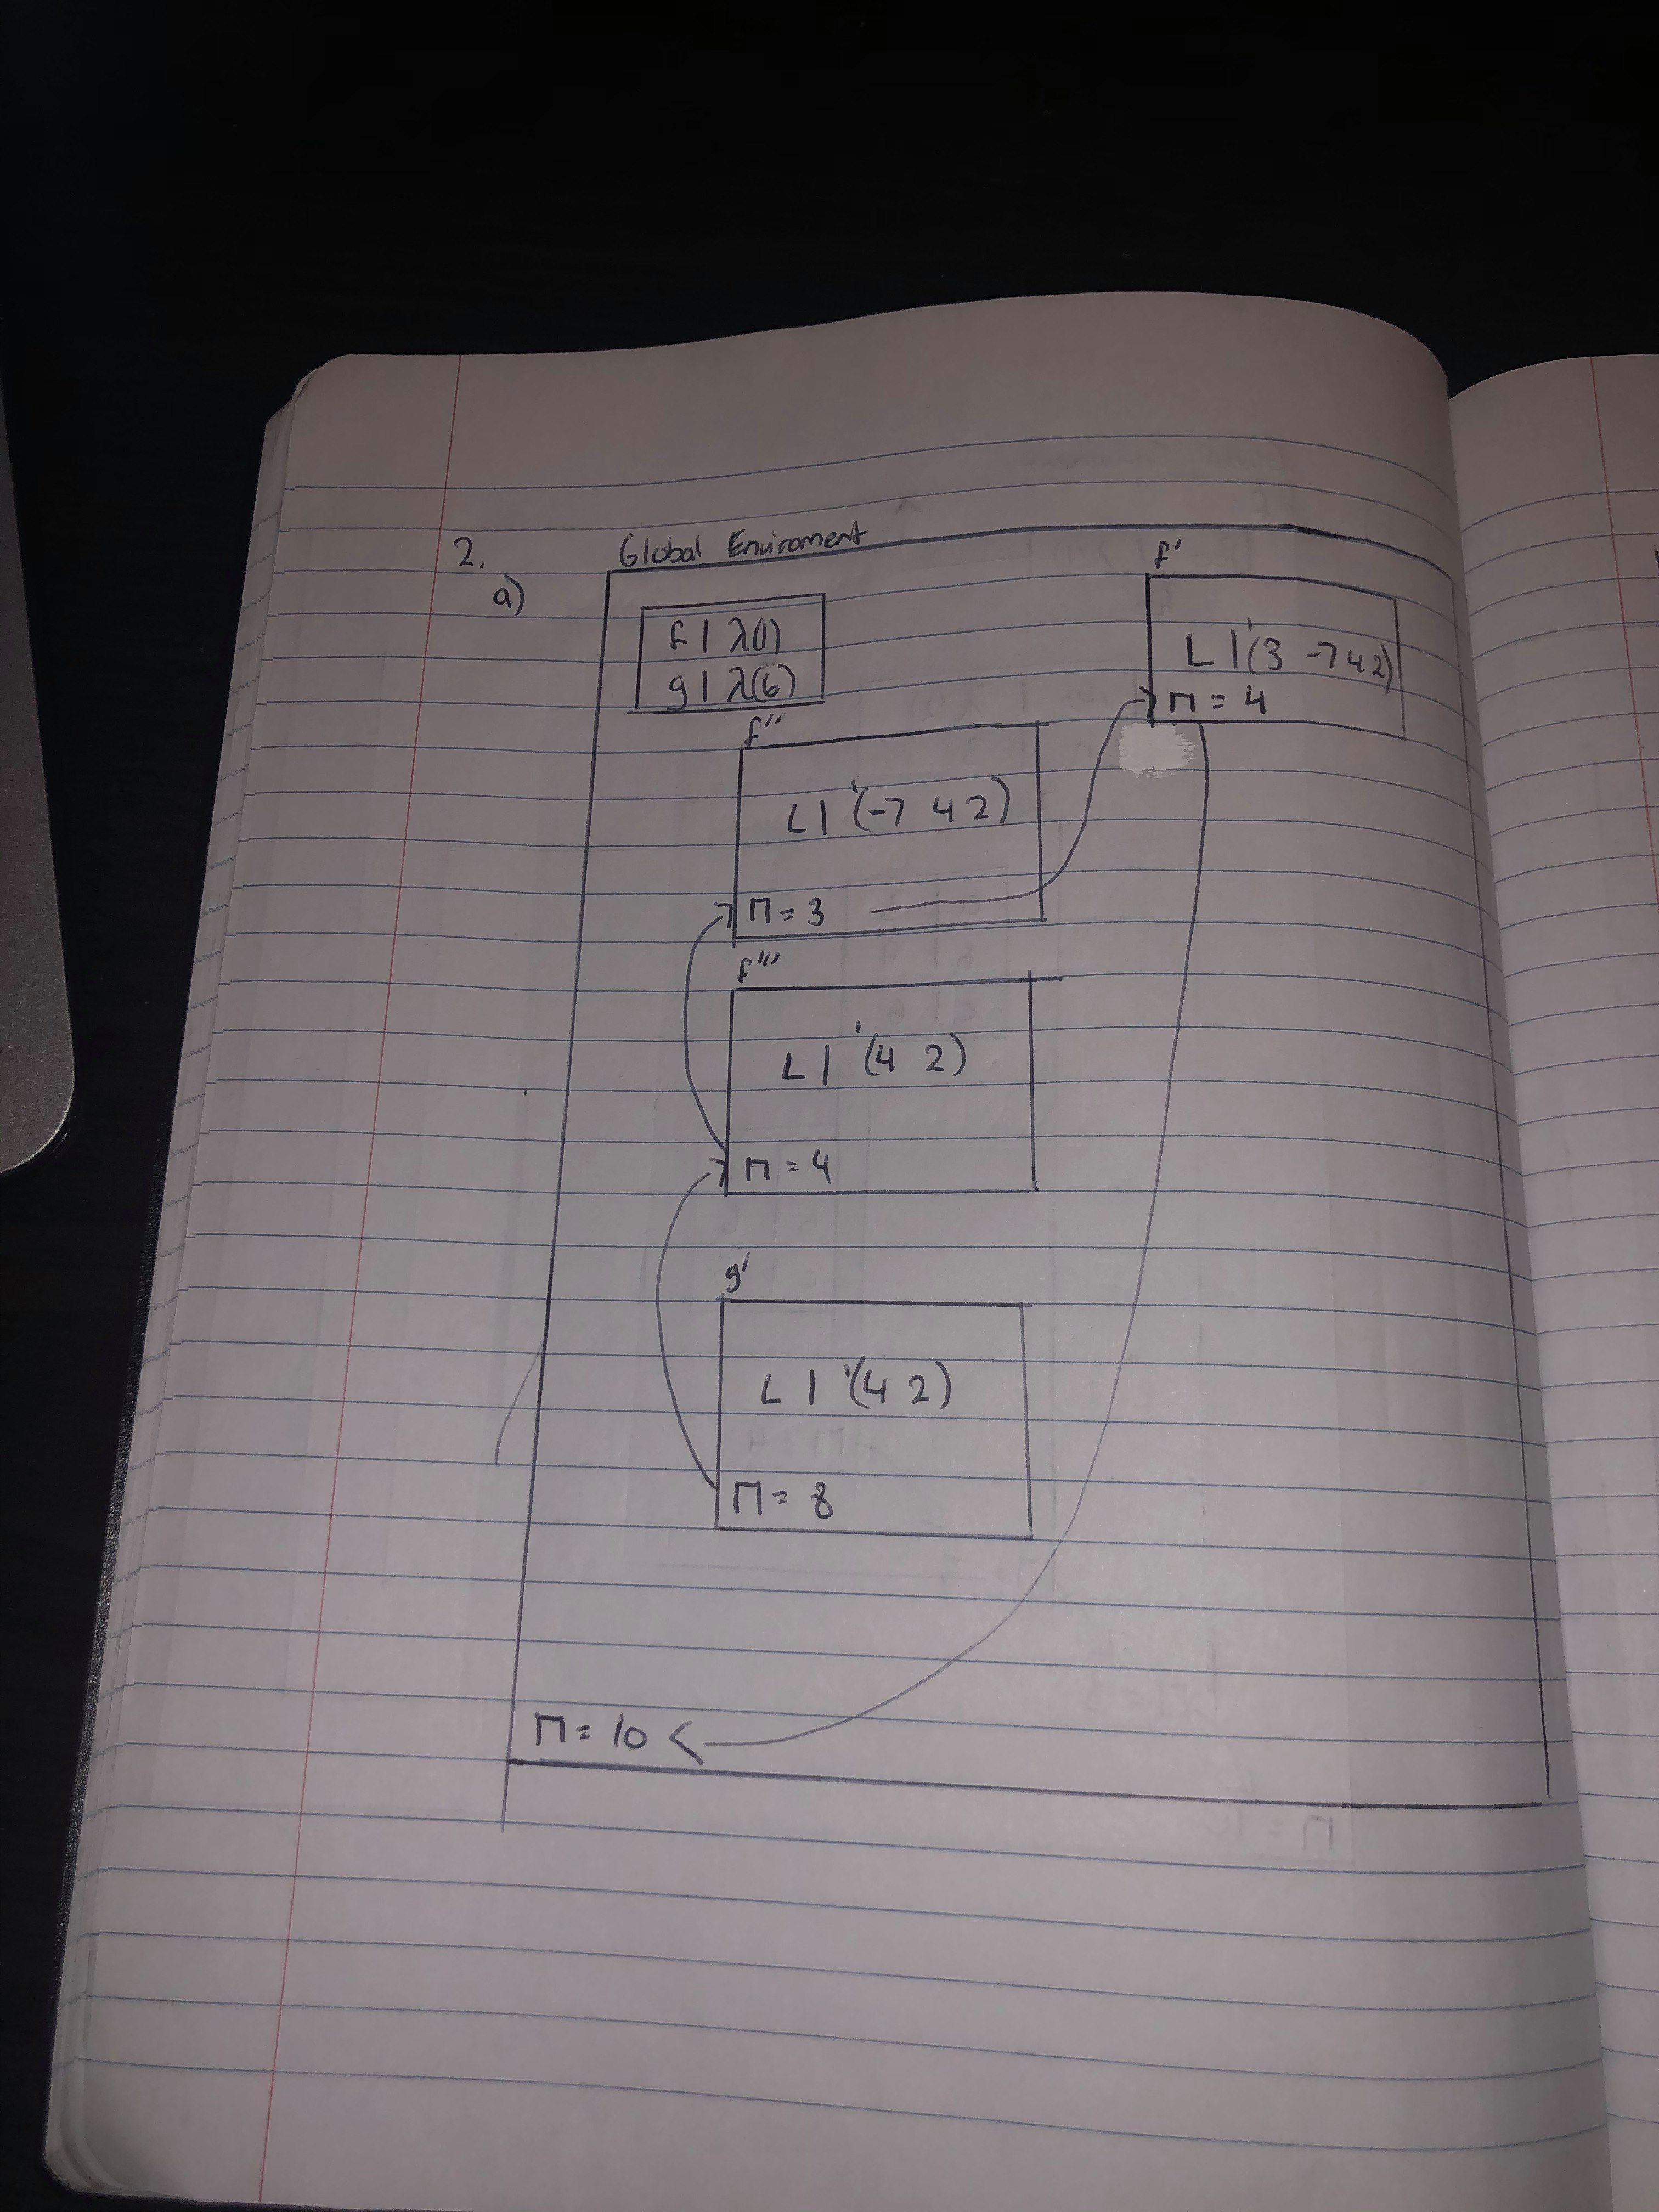 2.
a)
Global Enviroment
f | λ(1)
g | λ(6)
f'
L | '(3 -7 4 2)
Π = 4
f''
L | '(-7 4 2)
Π = 3
f'''
L | '(4 2)
Π = 4
g'
L | '(4 2)
Π = 8
Π = 10